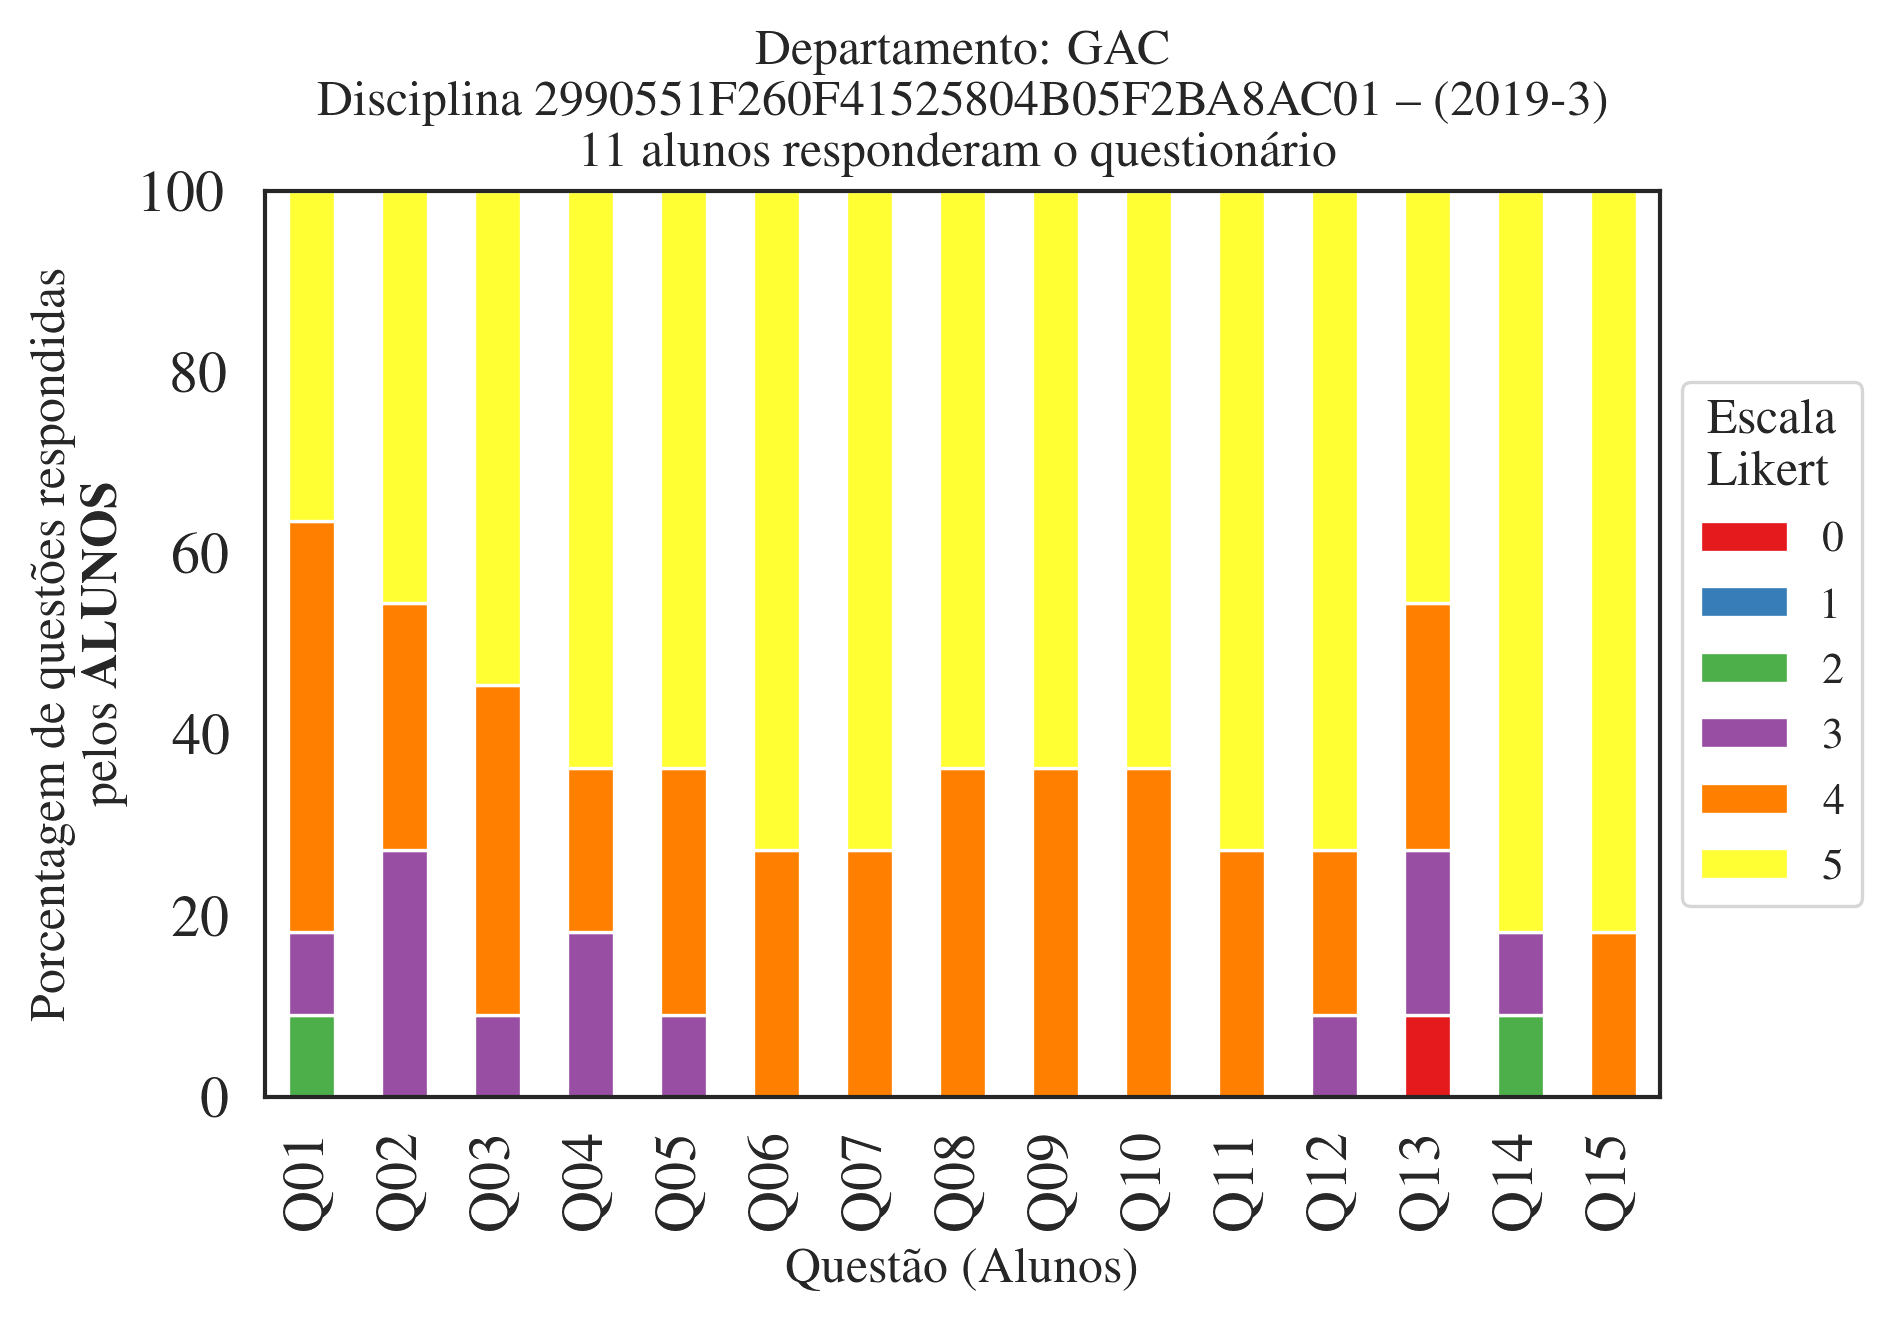 Departamento: GAC
Disciplina 2990551F260F41525804B05F2BA8AC01 – (2019-3)
11 alunos responderam o questionário
Porcentagem de questões respondidas
pelos ALUNOS
100
80
60
40
20
0
Q01
Q02
Q03
Q04
Q05
Q06
Q07
Q08
Q09
Q10
Q11
Q12
Q13
Q14
Q15
Questão (Alunos)
Escala
Likert
0
1
2
3
4
5